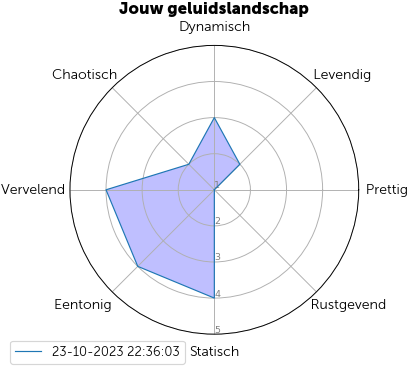 Jouw geluidslandschap
Dynamisch
Chaotisch
Levendig
Vervelend
1
Prettig
2
3
Eentonig
4
Rustgevend
5
23-10-2023 22:36:03
Statisch